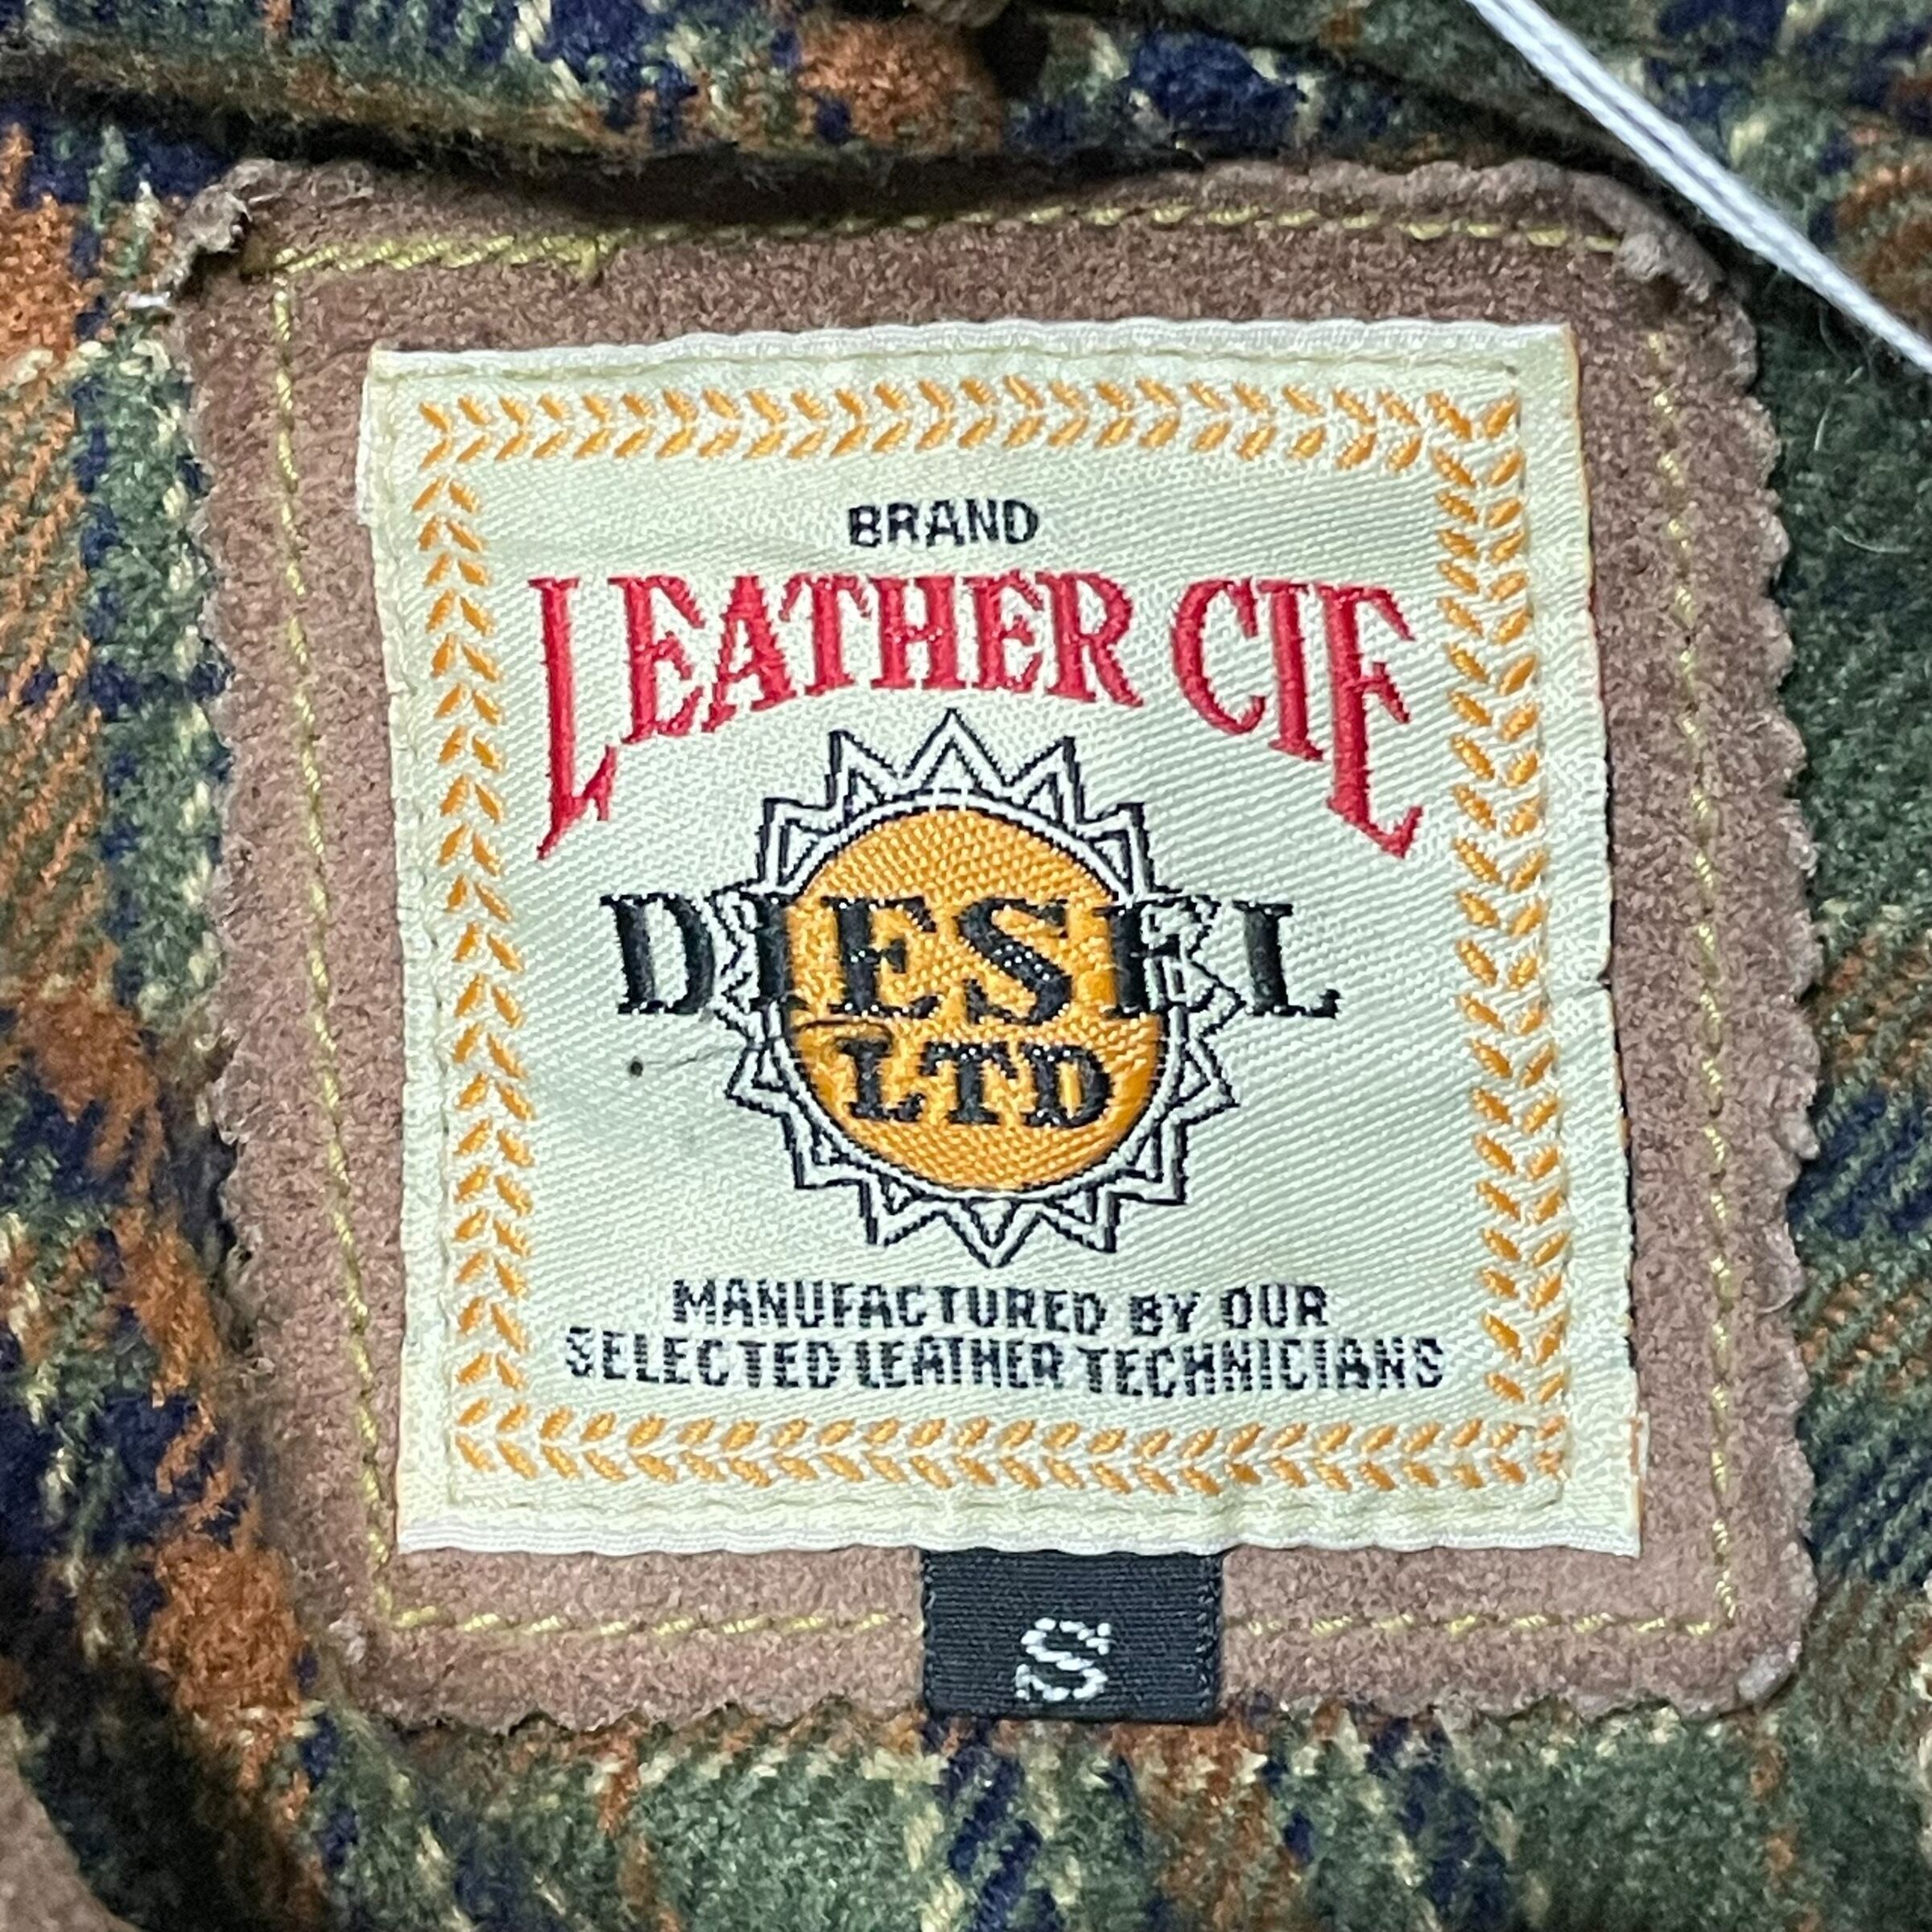 BRAND
LEATHER CIE
DIESEL
LTD
MANUFACTURED BY OUR
SELECTED LEATHER TECHNICIANS
S